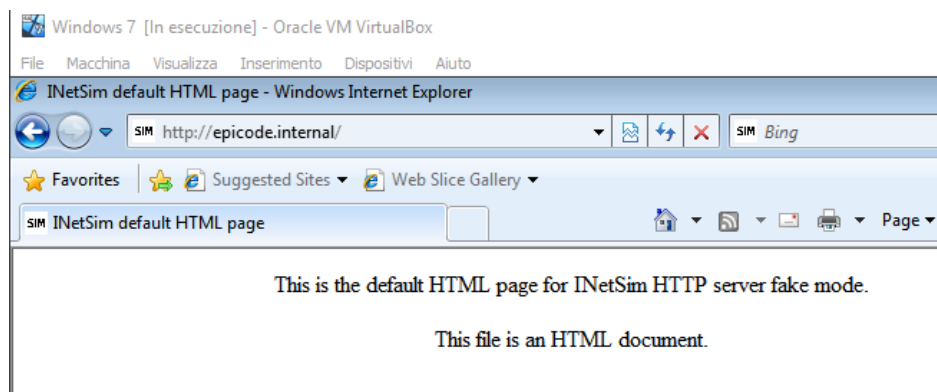 Windows 7 [In esecuzione] - Oracle VM VirtualBox
File Macchina Visualizza Inserimento Dispositivi Aiuto
INetSim default HTML page - Windows Internet Explorer
SIM http://epicode.internal/ SIM Bing
Favorites Suggested Sites Web Slice Gallery
SIM INetSim default HTML page Page
This is the default HTML page for INetSim HTTP server fake mode.
This file is an HTML document.